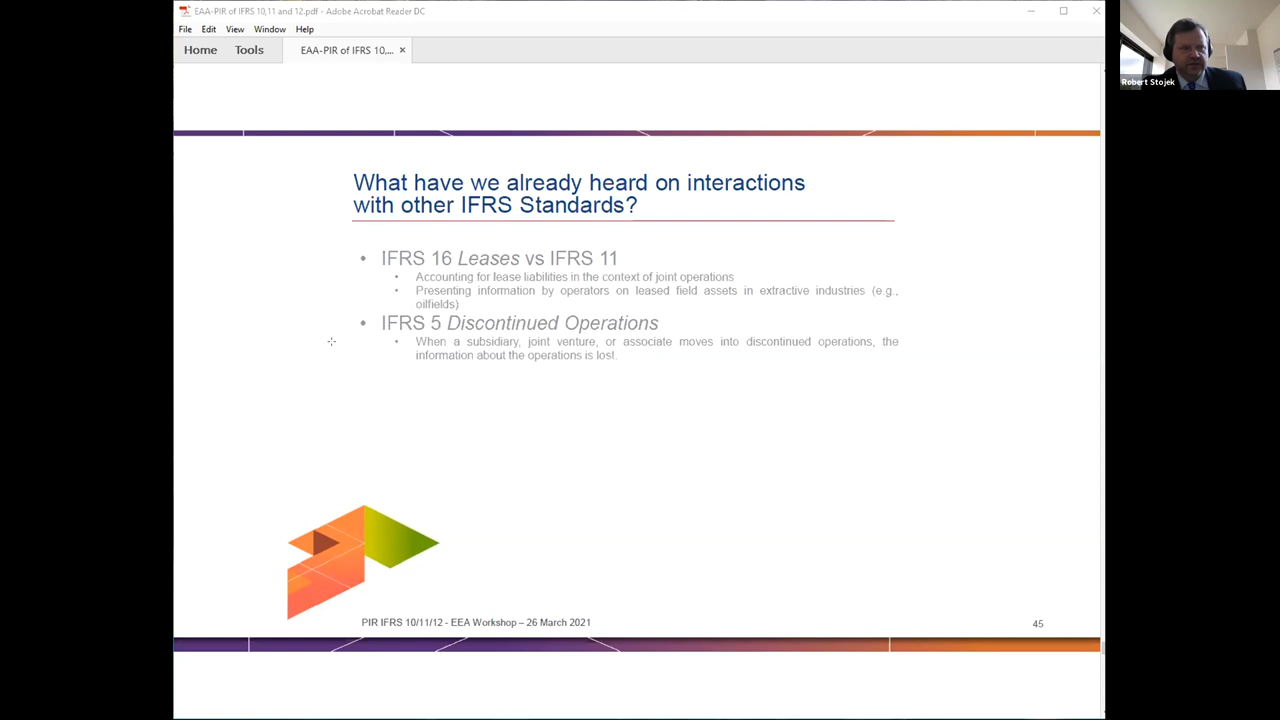 EAA-PIR of IFRS 10,11 and 12.pdf - Adobe Acrobat Reader DC
File Edit View Window Help
Home Tools EAA-PIR of IFRS 10,... ×
Robert Stojek
What have we already heard on interactions
with other IFRS Standards?
• IFRS 16 Leases vs IFRS 11
• Accounting for lease liabilities in the context of joint operations
• Presenting information by operators on leased field assets in extractive industries (e.g.,
oilfields)
• IFRS 5 Discontinued Operations
• When a subsidiary, joint venture, or associate moves into discontinued operations, the
information about the operations is lost.
PIR IFRS 10/11/12 - EEA Workshop – 26 March 2021
45